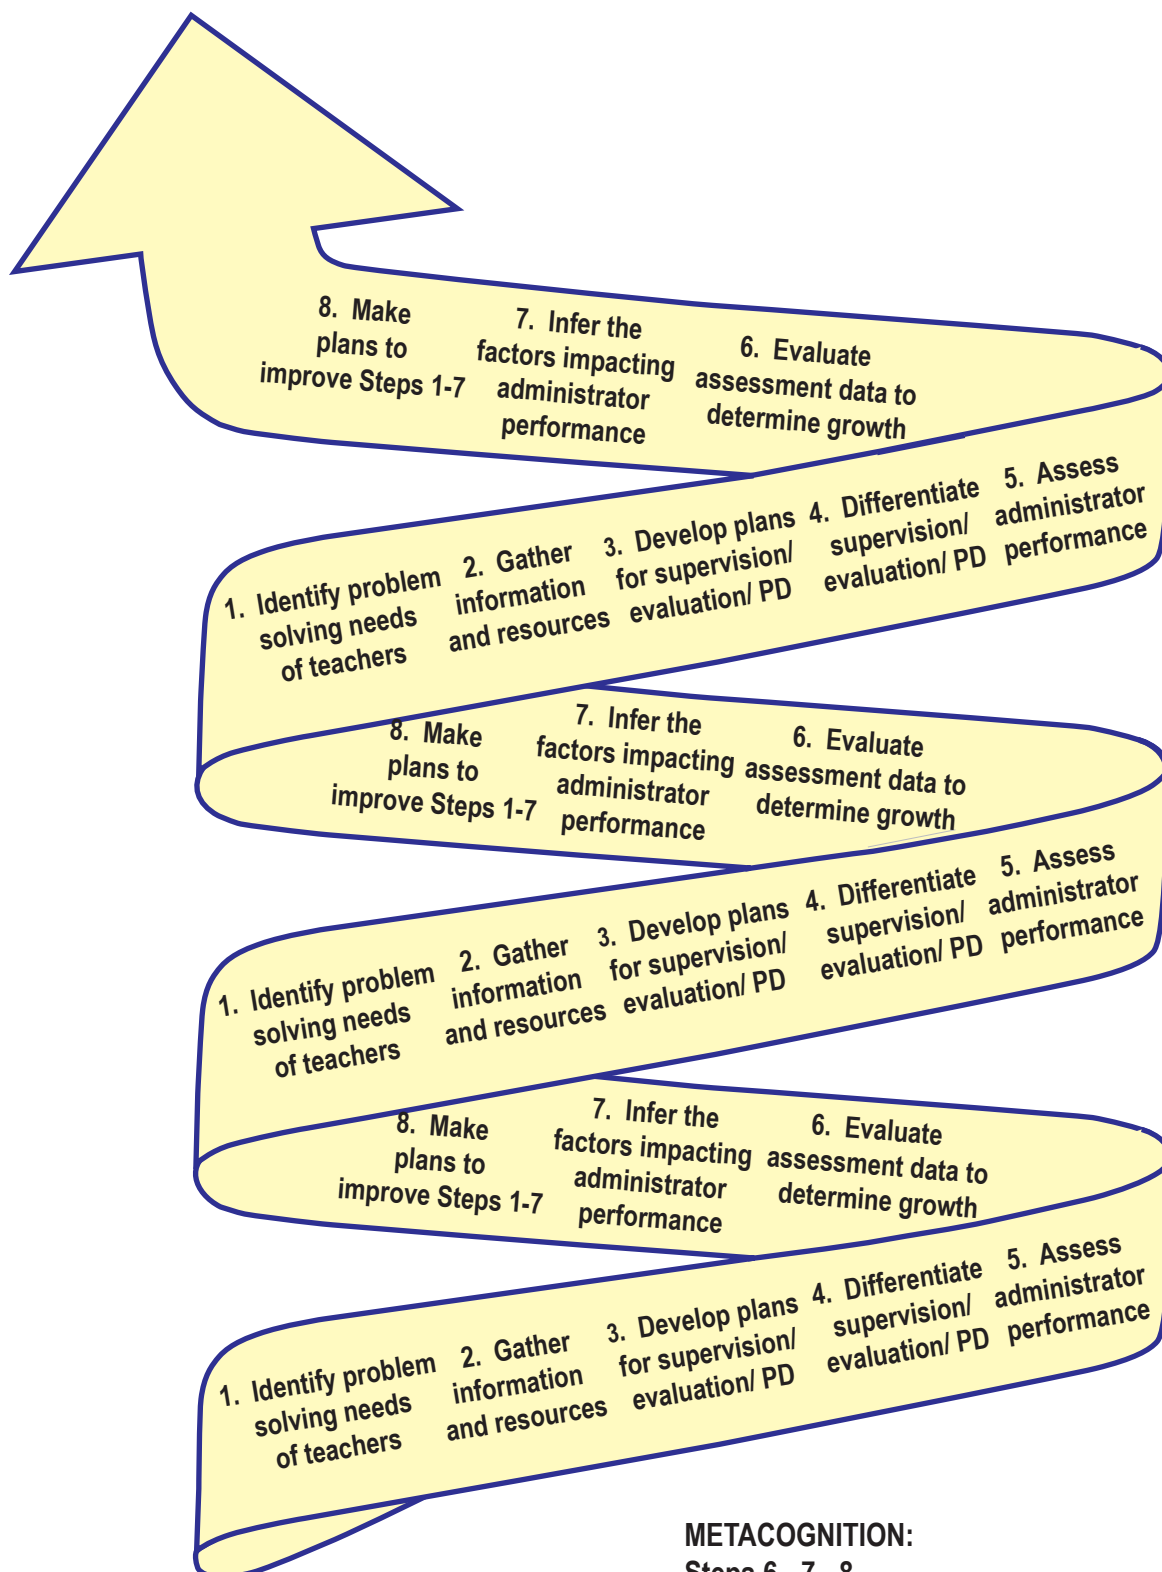 8. Make
plans to
improve Steps 1-7
7. Infer the
factors impacting
administrator
performance
6. Evaluate
assessment data to
determine growth
1. Identify problem
solving needs
of teachers
2. Gather
information
and resources
3. Develop plans
for supervision/
evaluation/ PD
4. Differentiate
supervision/
evaluation/ PD
5. Assess
administrator
performance
8. Make
plans to
improve Steps 1-7
7. Infer the
factors impacting
administrator
performance
6. Evaluate
assessment data to
determine growth
1. Identify problem
solving needs
of teachers
2. Gather
information
and resources
3. Develop plans
for supervision/
evaluation/ PD
4. Differentiate
supervision/
evaluation/ PD
5. Assess
administrator
performance
8. Make
plans to
improve Steps 1-7
7. Infer the
factors impacting
administrator
performance
6. Evaluate
assessment data to
determine growth
1. Identify problem
solving needs
of teachers
2. Gather
information
and resources
3. Develop plans
for supervision/
evaluation/ PD
4. Differentiate
supervision/
evaluation/ PD
5. Assess
administrator
performance
METACOGNITION:
Steps 6 - 7 - 8